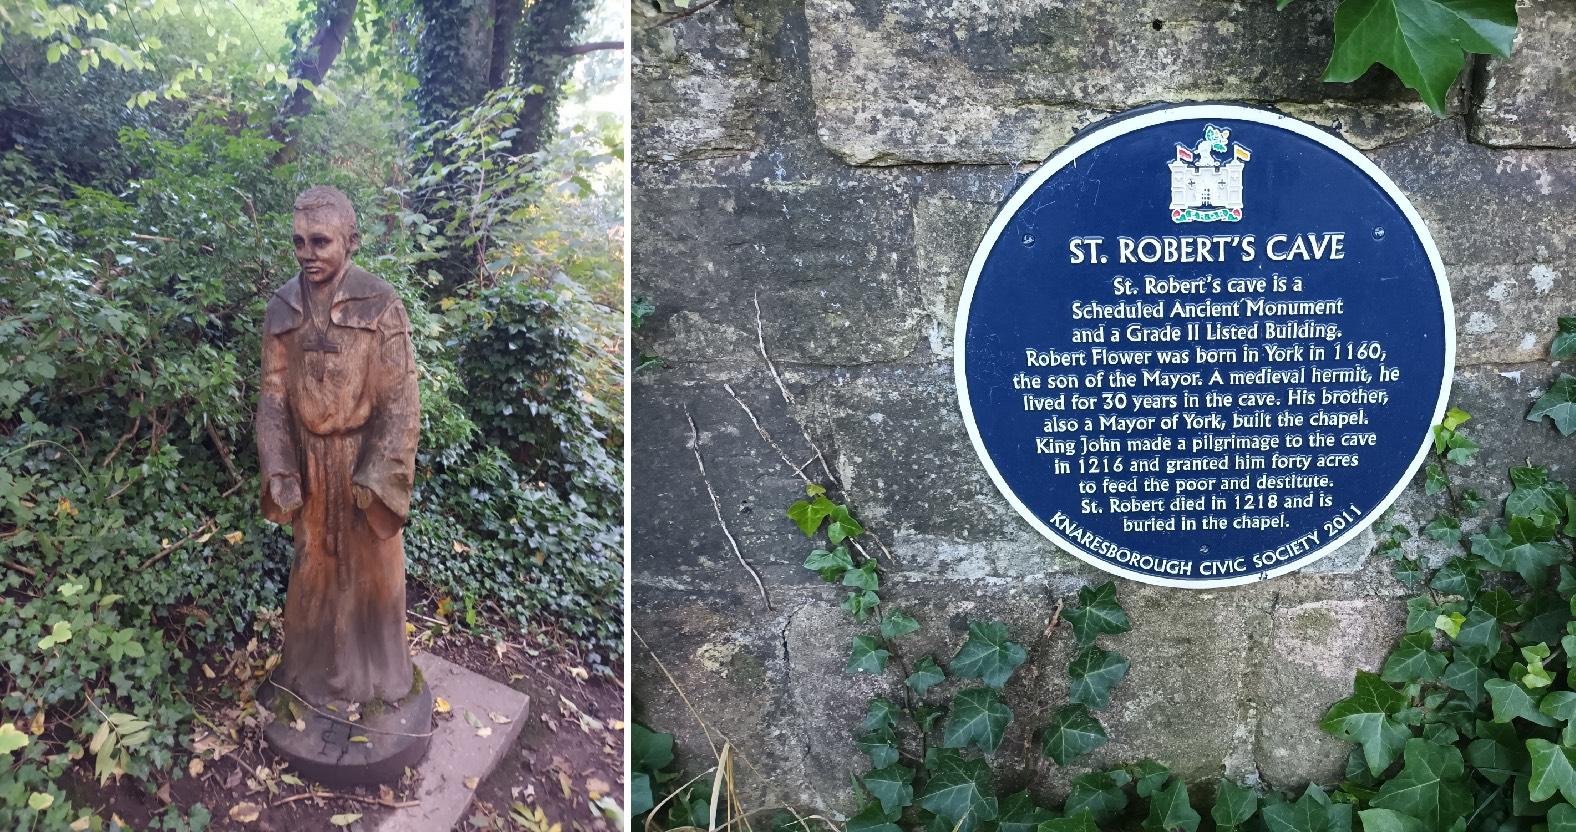 ST. ROBERT'S CAVE
St. Robert's cave is a
Scheduled Ancient Monument
and a Grade II Listed Building.
Robert Flower was born in York in 1160,
the son of the Mayor. A medieval hermit, he
lived for 30 years in the cave. His brother,
also a Mayor of York, built the chapel.
King John made a pilgrimage to the cave
in 1216 and granted him forty acres
to feed the poor and destitute.
St. Robert died in 1218 and is
buried in the chapel.
KNARESBOROUGH CIVIC SOCIETY 2011